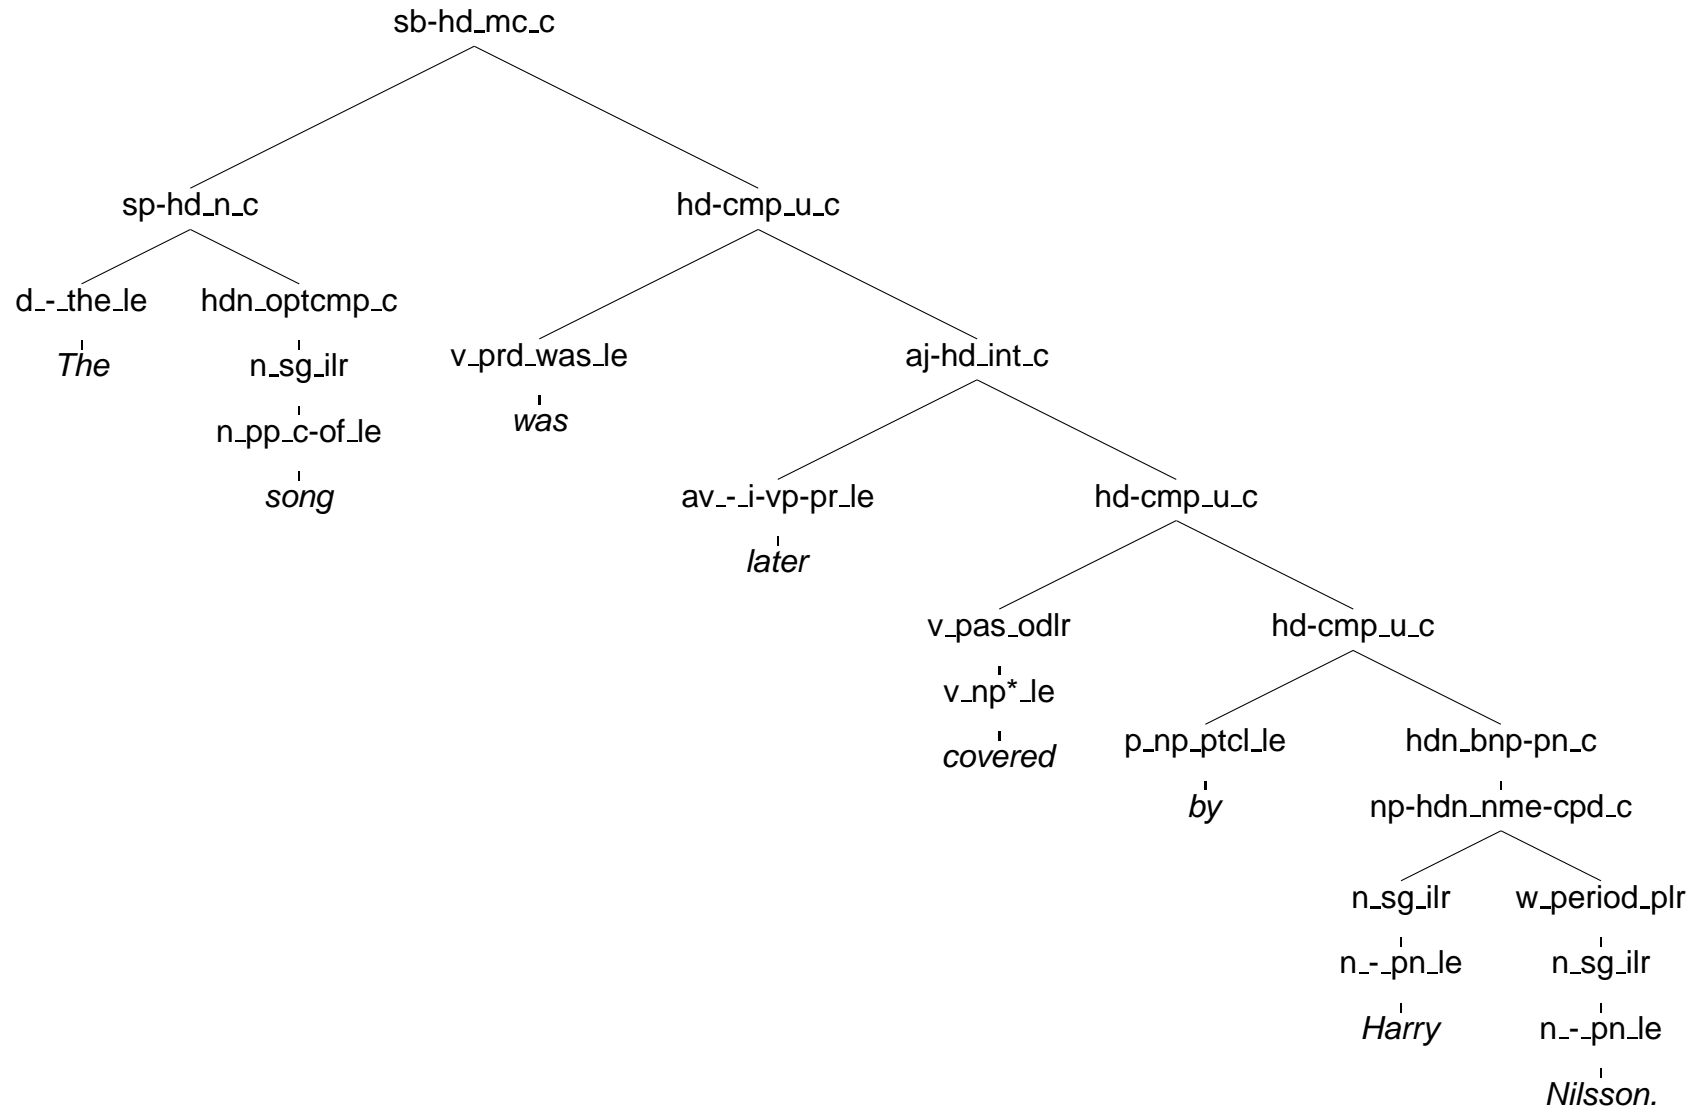 sb-hd_mc_c
sp-hd_n_c hd-cmp_u_c
d_-_the_le hdn_optcmp_c
The n_sg_ilr v_prd_was_le aj-hd_int_c
n_pp_c-of_le was
song av_-_i-vp-pr_le hd-cmp_u_c
later
v_pas_odlr hd-cmp_u_c
v_np*_le
covered p_np_ptcl_le hdn_bnp-pn_c
by np-hdn_nme-cpd_c
n_sg_ilr w_period_plr
n_-_pn_le n_sg_ilr
Harry n_-_pn_le
Nilsson.